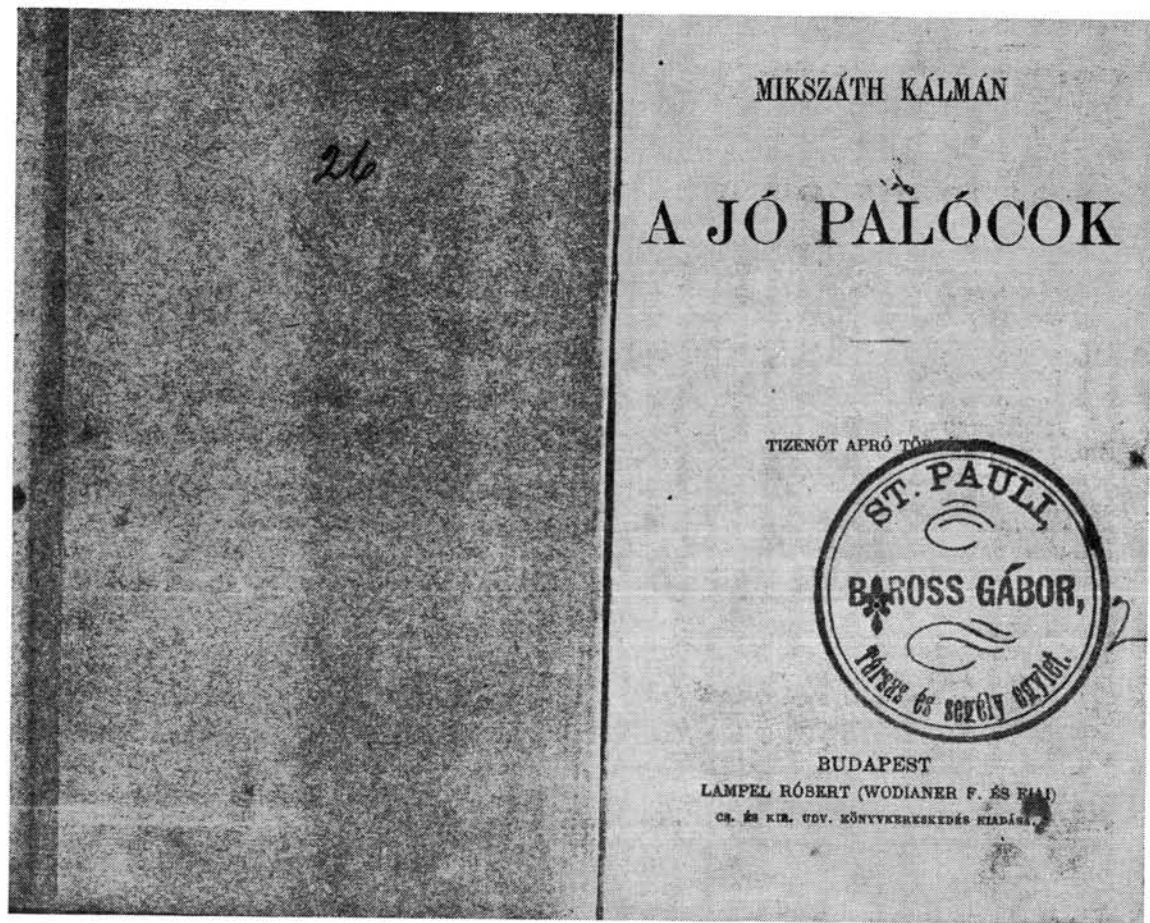 26
MIKSZÁTH KÁLMÁN
A JÓ PALÓCOK
TIZENÖT APRÓ
ST. PAULI,
BAROSS GÁBOR,
Társas és segély egylet.
2
BUDAPEST
LAMPEL RÓBERT (WODIANER F. ÉS FIAI)
CS. ÉS KIR. UDV. KÖNYVKERESKEDÉS KIADÁSA.